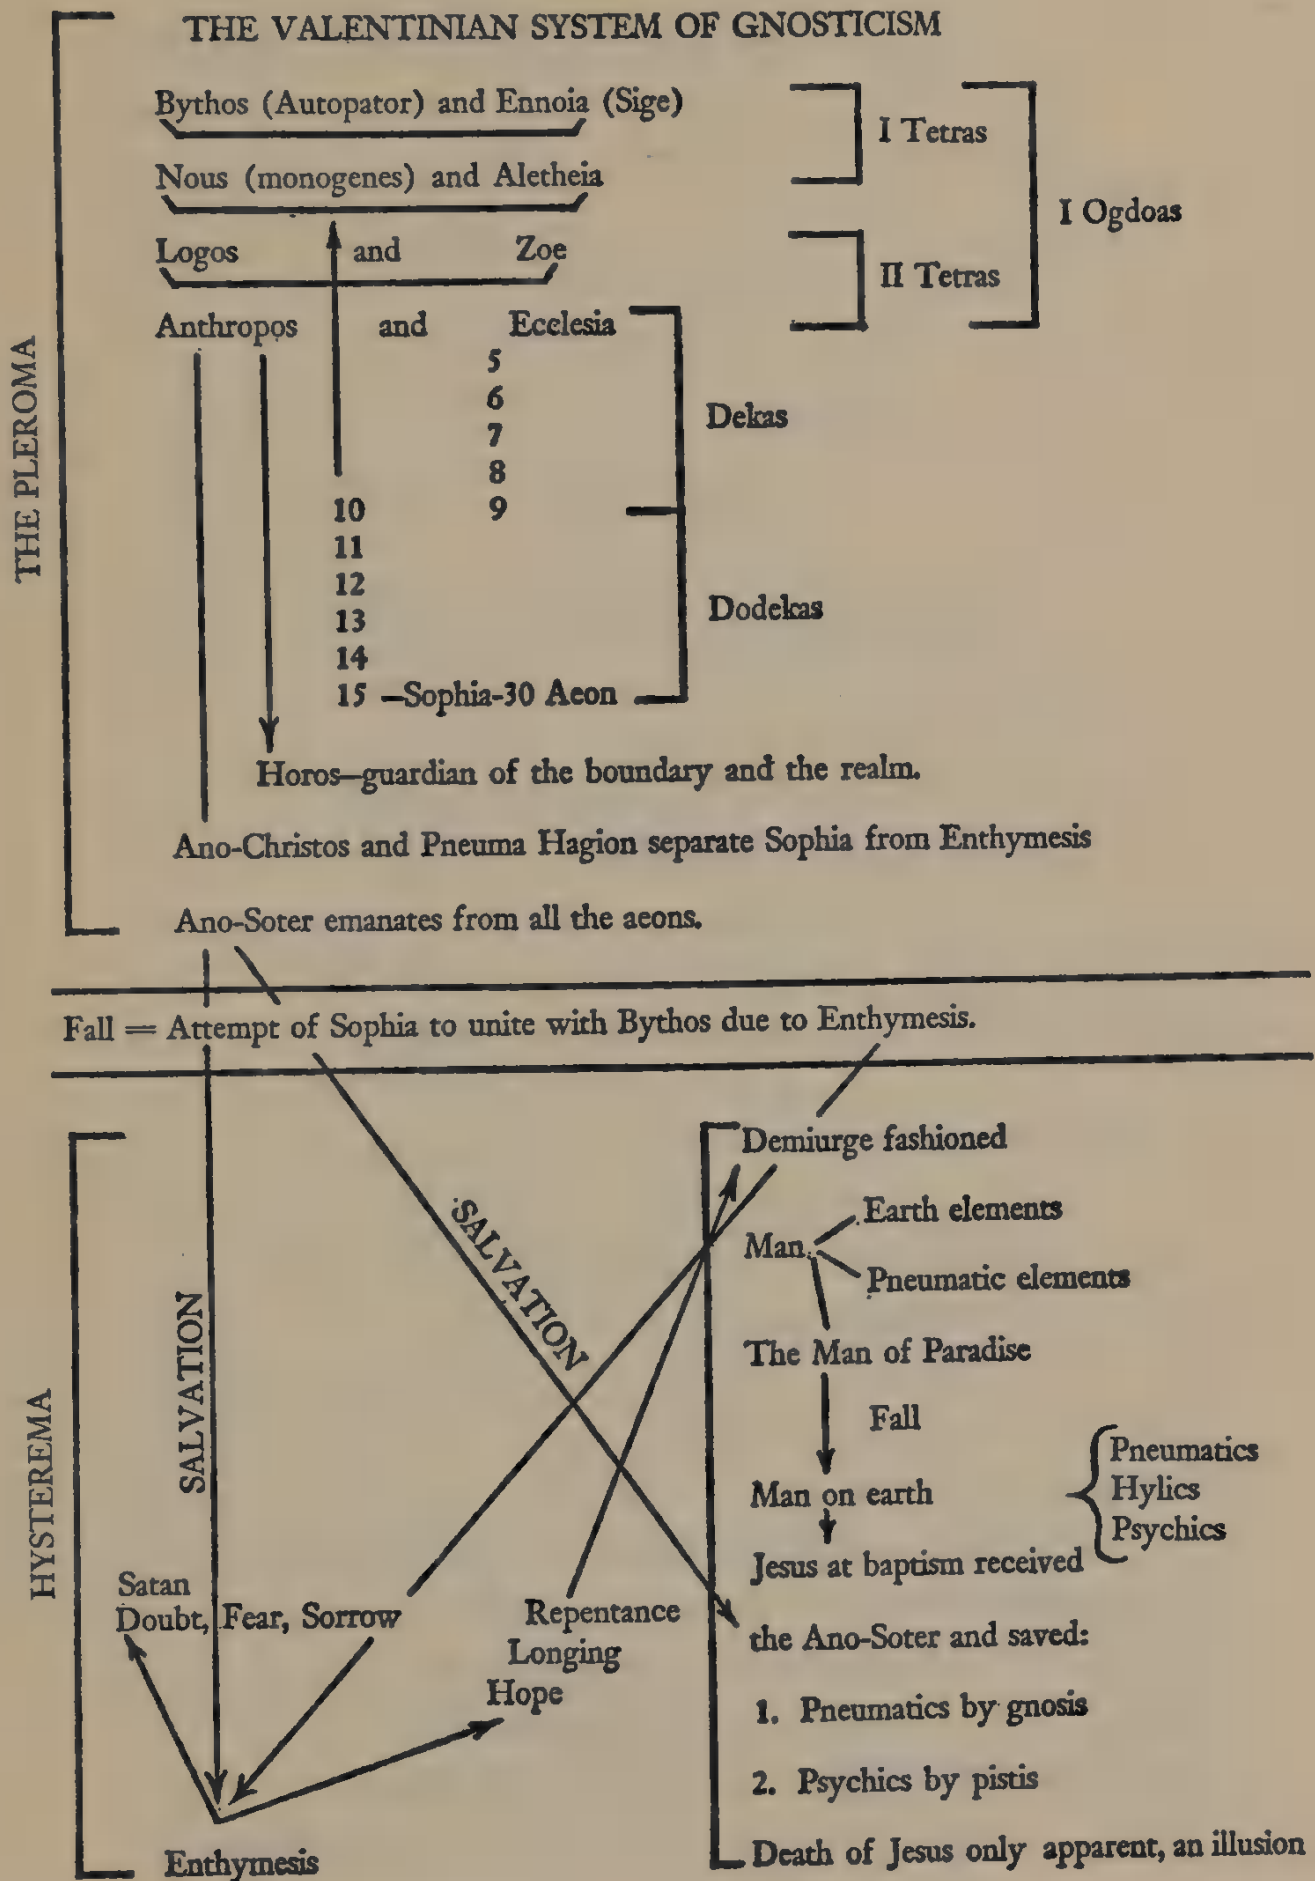 THE VALENTINIAN SYSTEM OF GNOSTICISM
THE PLEROMA
Bythos (Autopator) and Ennoia (Sige)
I Tetras
Nous (monogenes) and Aletheia
I Ogdoas
Logos and Zoe
II Tetras
Anthropos and Ecclesia
5
6
7
8
9
Dekas
10
11
12
13
14
15 —Sophia-30 Aeon
Dodekas
Horos—guardian of the boundary and the realm.
Ano-Christos and Pneuma Hagion separate Sophia from Enthymesis
Ano-Soter emanates from all the aeons.
Fall = Attempt of Sophia to unite with Bythos due to Enthymesis.
HYSTEREMA
SALVATION
SALVATION
Satan
Doubt, Fear, Sorrow
Repentance
Longing
Hope
Enthymesis
Demiurge fashioned
Earth elements
Man
Pneumatic elements
The Man of Paradise
Fall
Man on earth
Pneumatics
Hylics
Psychics
Jesus at baptism received
the Ano-Soter and saved:
1. Pneumatics by gnosis
2. Psychics by pistis
Death of Jesus only apparent, an illusion